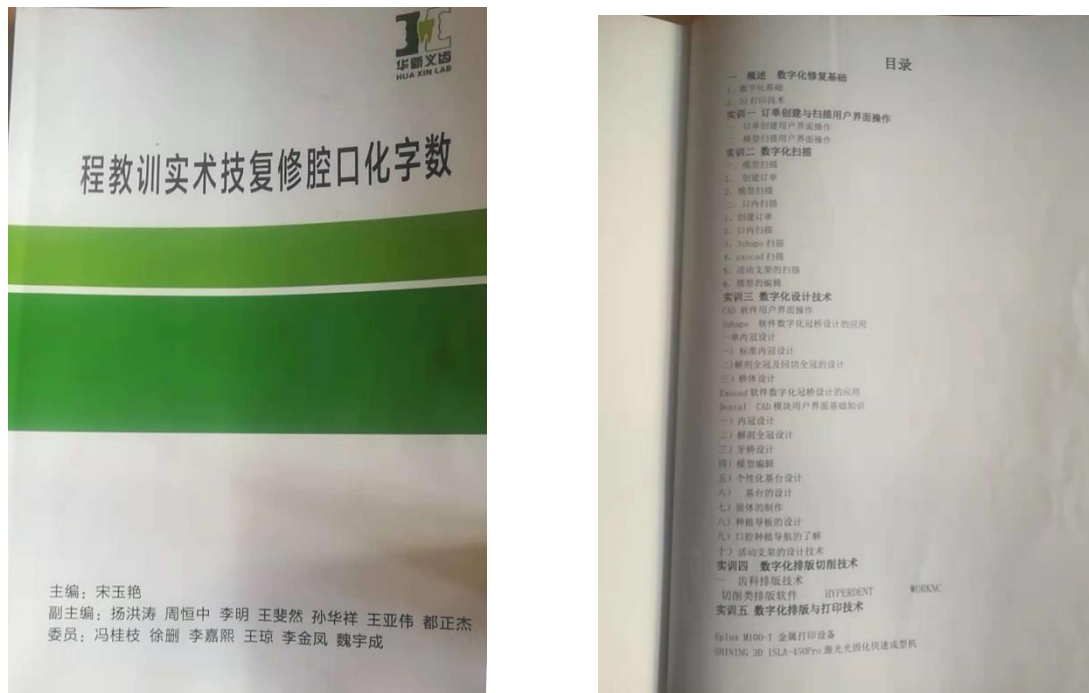 华新义齿
HUA XIN LAB
程教训实术技复修腔口化字数
主编：宋玉艳
副主编：扬洪涛 周恒中 李明 王斐然 孙华祥 王亚伟 都正杰
委员：冯桂枝 徐删 李嘉熙 王琼 李金凤 魏宇成
目录
一 概述 数字化修复基础
1、数字化基础
2、3D打印技术
实训一 订单创建与扫描用户界面操作
一 订单创建用户界面操作
二 模型扫描用户界面操作
实训二 数字化扫描
一、模型扫描
1、创建订单
2、模型扫描
二、口内扫描
1、创建订单
2、口内扫描
3、3shape 扫描
4、exocad 扫描
5、活动支架的扫描
6、模型的编辑
实训三 数字化设计技术
CAD 软件用户界面操作
3shape 软件数字化冠桥设计的应用
一单内冠设计
一）标准内冠设计
二)解剖全冠及回切全冠的设计
三）桥体设计
Exocad 软件数字化冠桥设计的应用
Dental CAD 模块用户界面基础知识
一）内冠设计
二）解剖全冠设计
三）牙桥设计
四）模型编辑
五）个性化基台设计
六） 基台的设计
七）嵌体的制作
八）种植导板的设计
九）口腔种植导航的了解
十）活动支架的设计技术
实训四 数字化排版切削技术
一 齿科排版技术
切削类排版软件 HYPERDENT WORKNC
实训五 数字化排版与打印技术
Eplus M100-T 金属打印设备
SHINING 3D ISLA-450Pro 激光光固化快速成型机